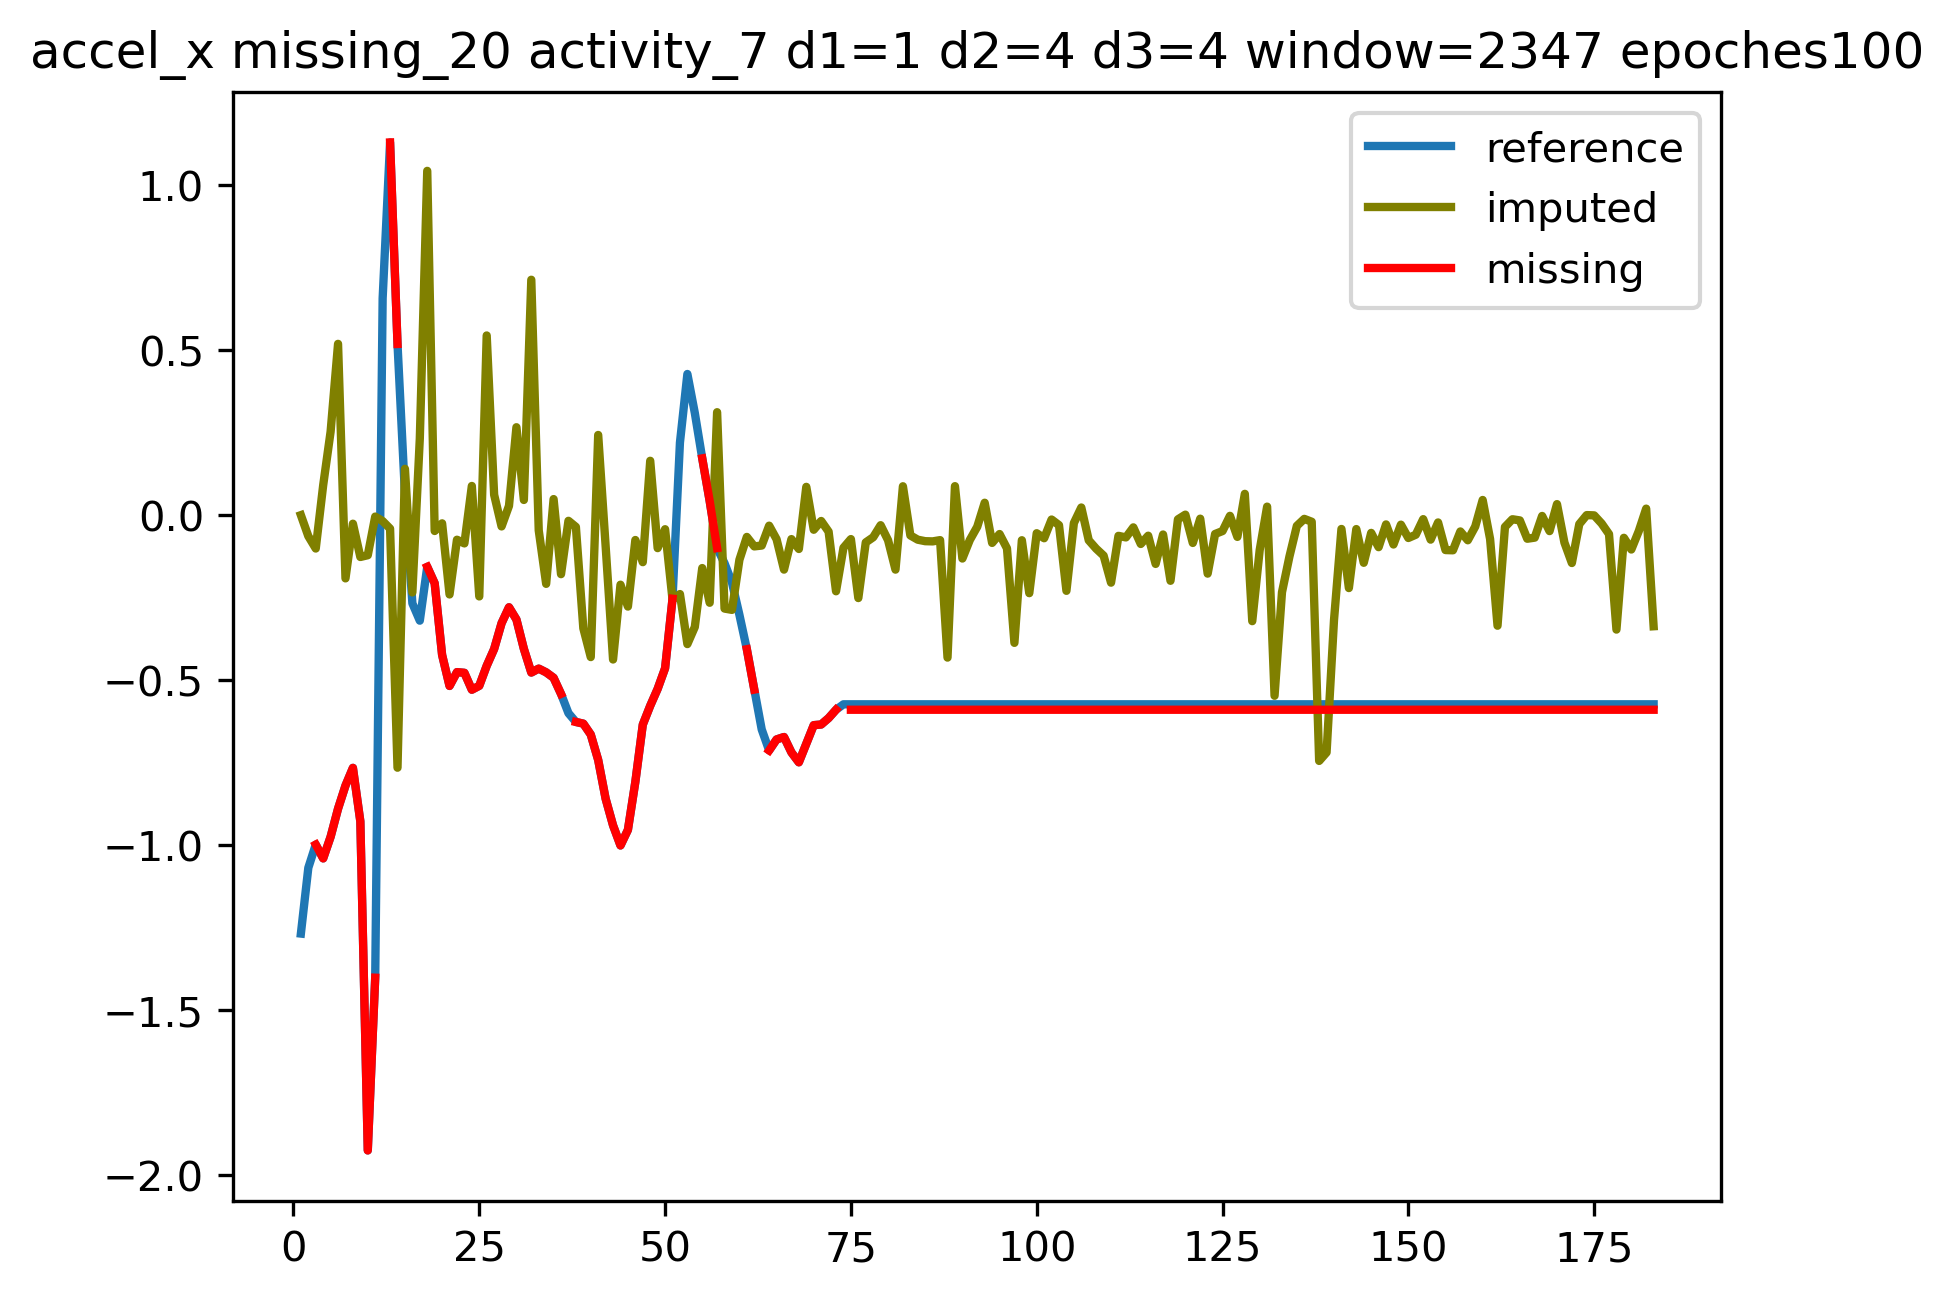 accel_x missing_20 activity_7 d1=1 d2=4 d3=4 window=2347 epoches100
reference
imputed
missing
1.0
0.5
0.0
−0.5
−1.0
−1.5
−2.0
0 25 50 75 100 125 150 175